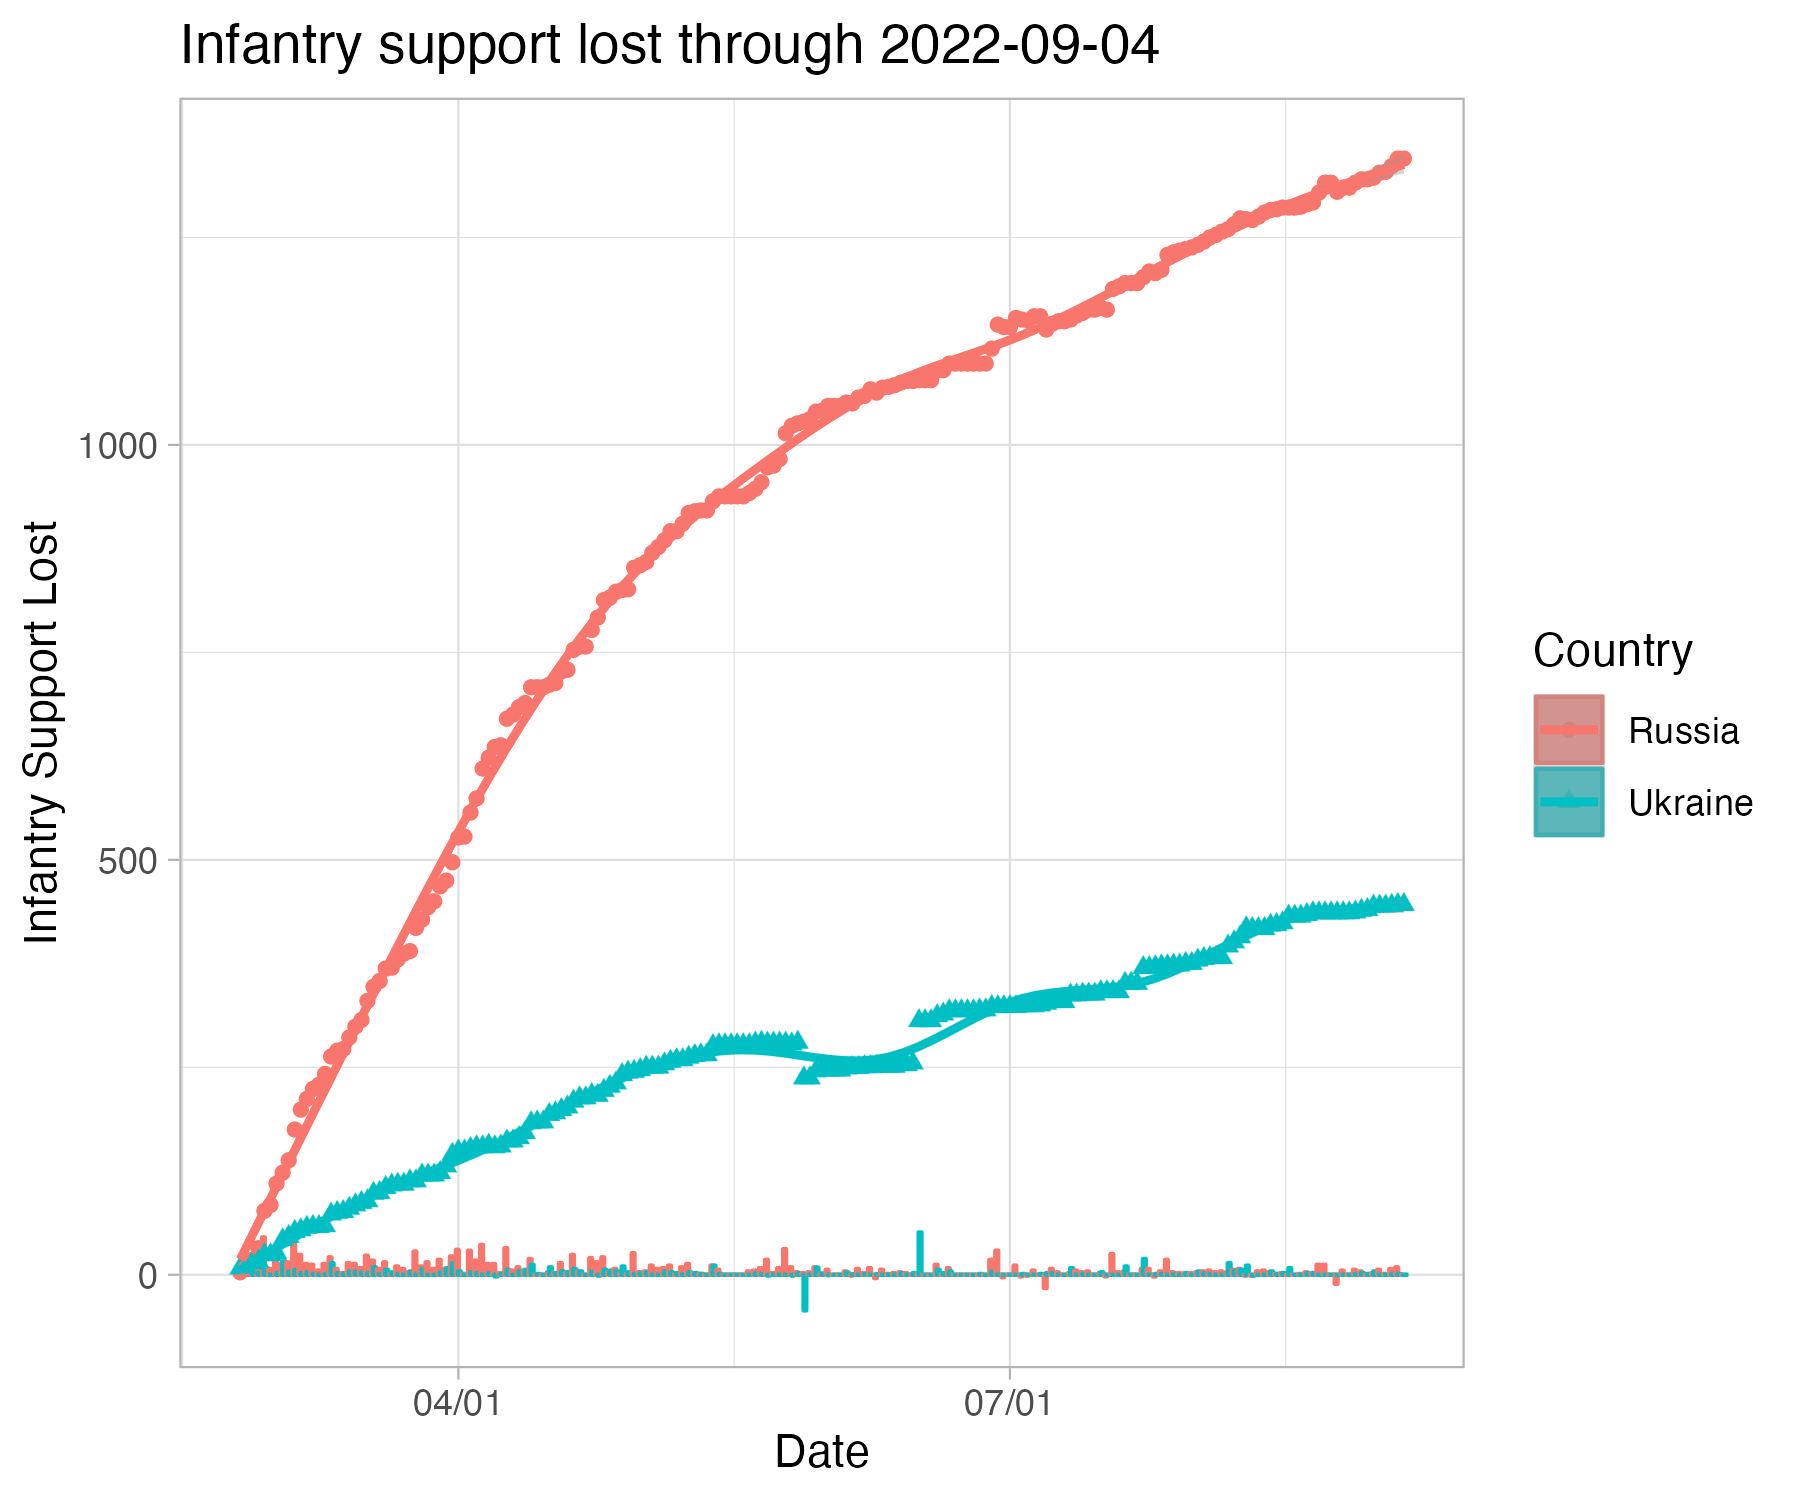 Infantry support lost through 2022-09-04
Infantry Support Lost
1000
500
0
04/01
07/01
Date
Country
Russia
Ukraine